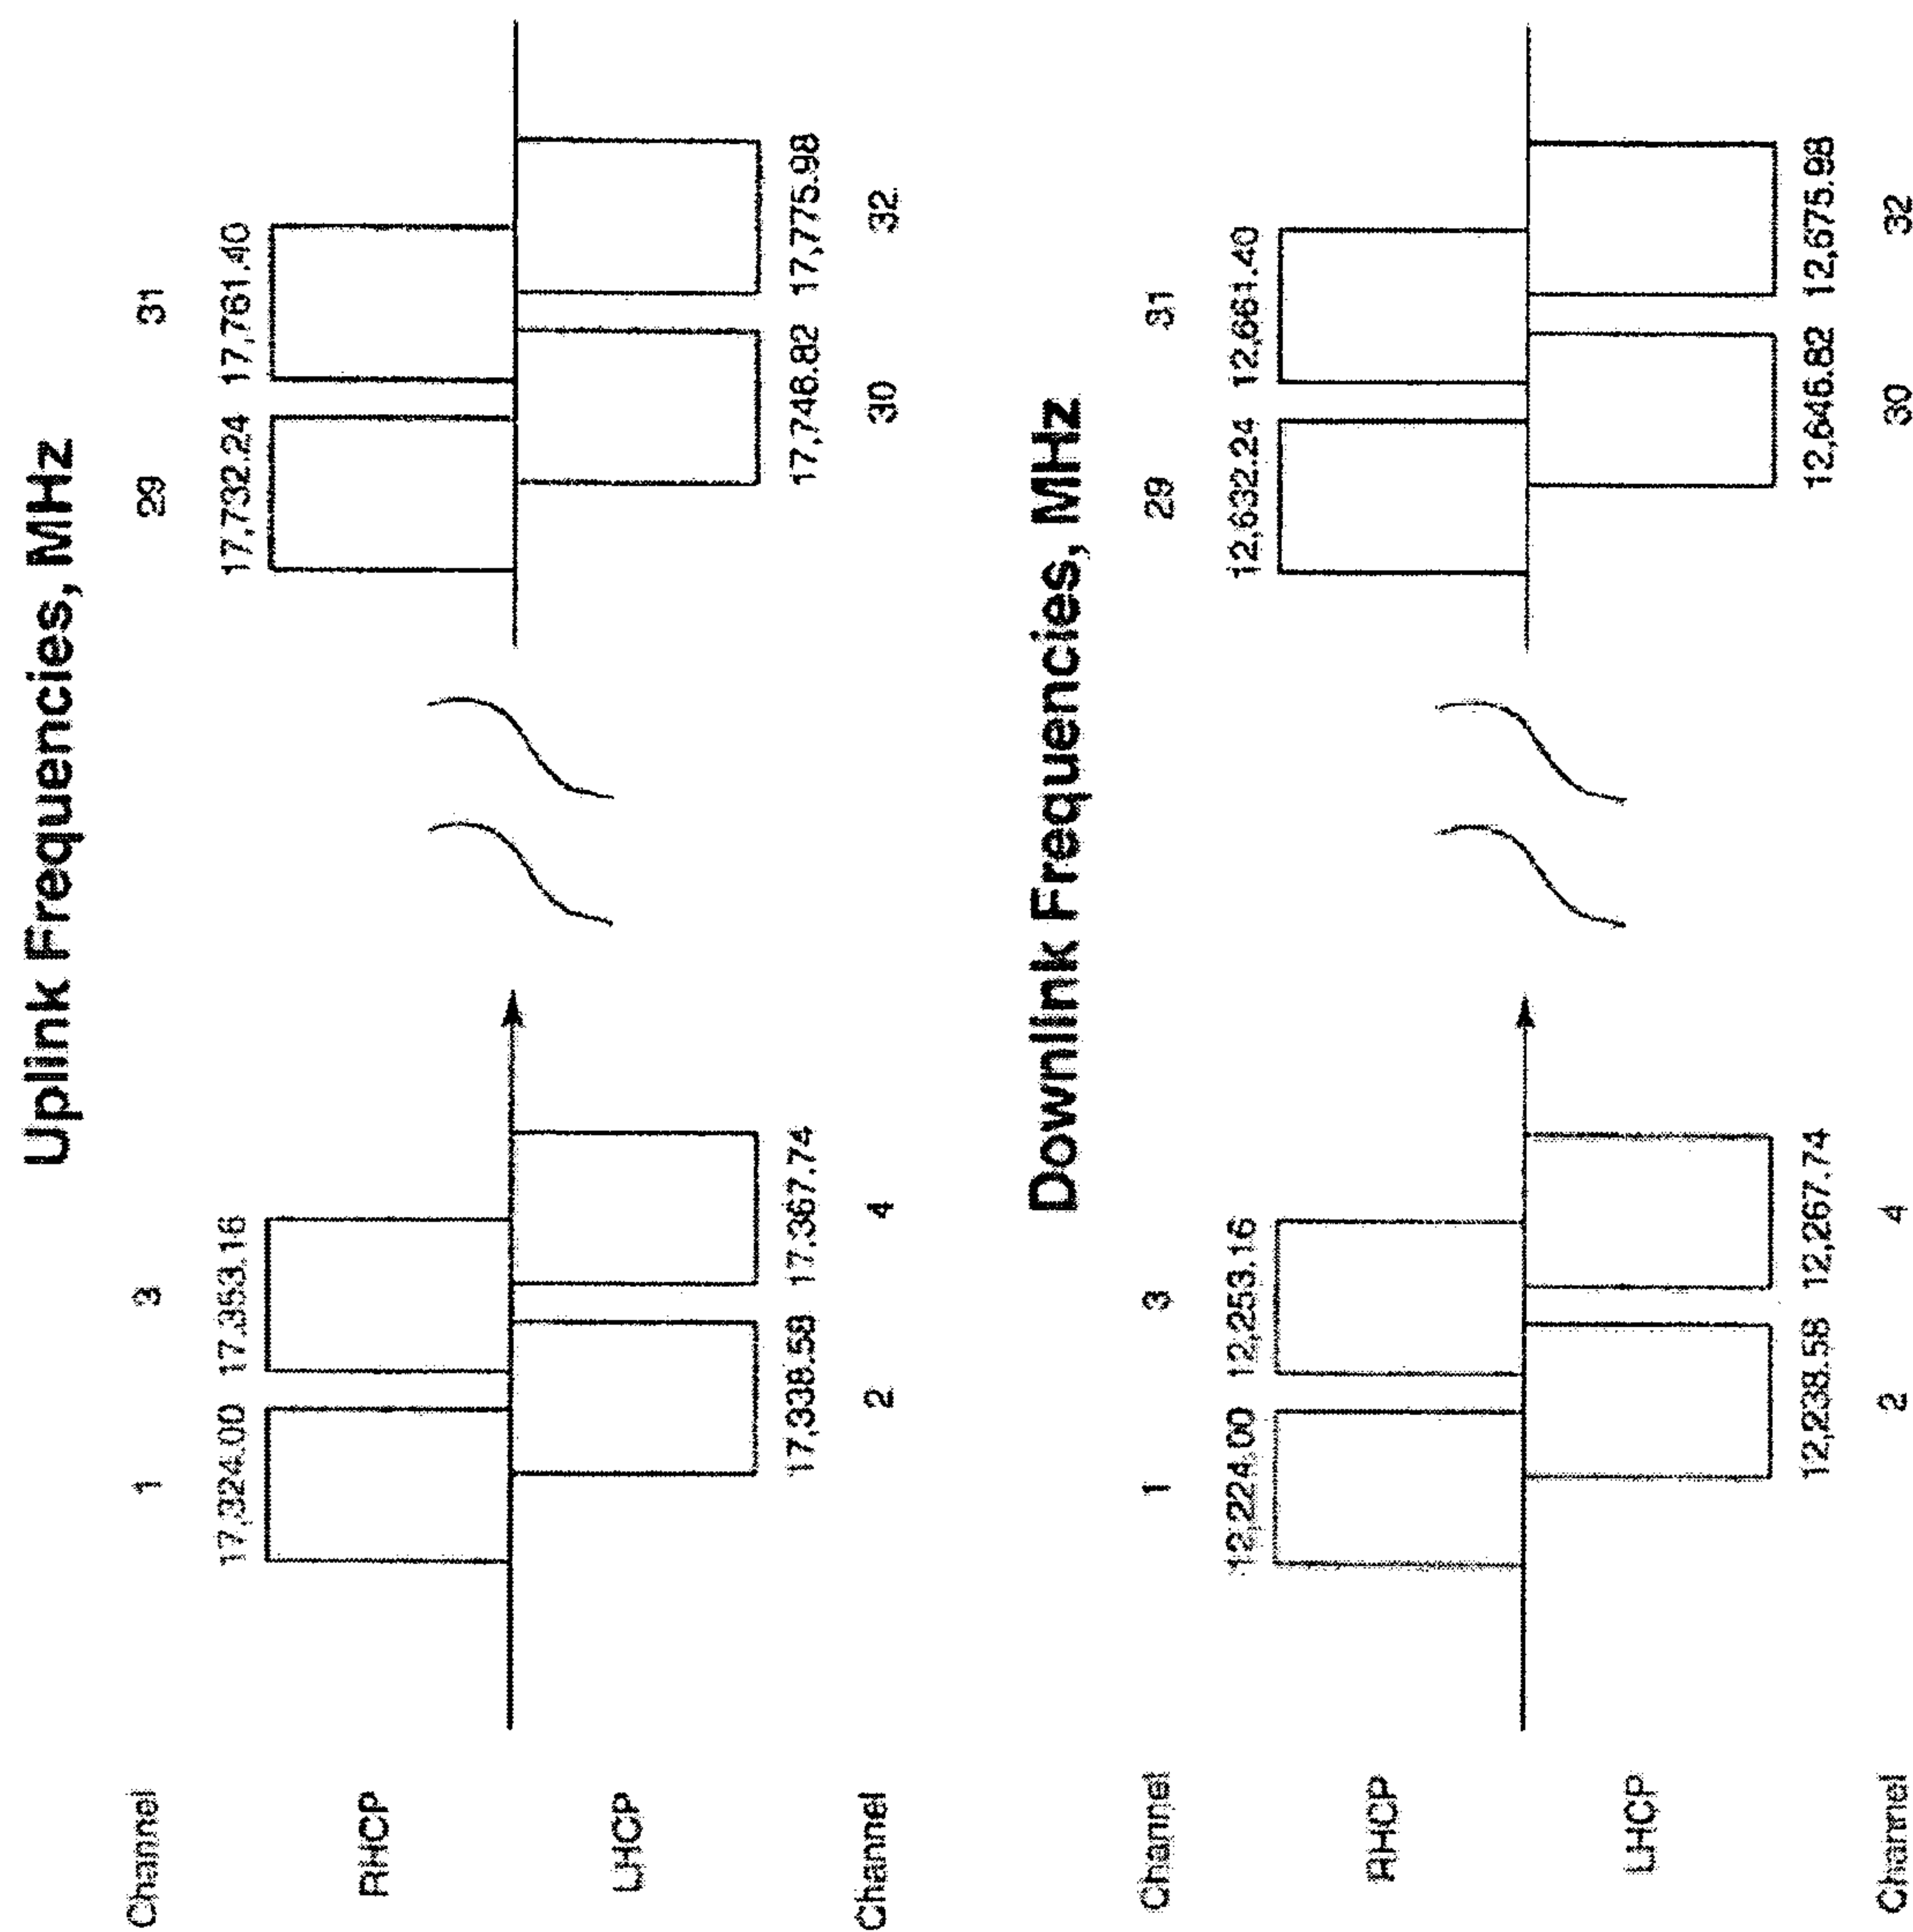 Uplink Frequencies, MHz
Channel 1 3 29 31
17,324.00 17.353.16 17,732.24 17,761.40
RHCP
LHCP
17,338.58 17.367.74 17,746.82 17,775.98
Channel 2 4 30 32
Downlink Frequencies, MHz
Channel 1 3 29 31
12,224.00 12,253.16 12,632.24 12,661.40
RHCP
LHCP
12,238.58 12,267.74 12,646.82 12,675.98
Channel 2 4 30 32